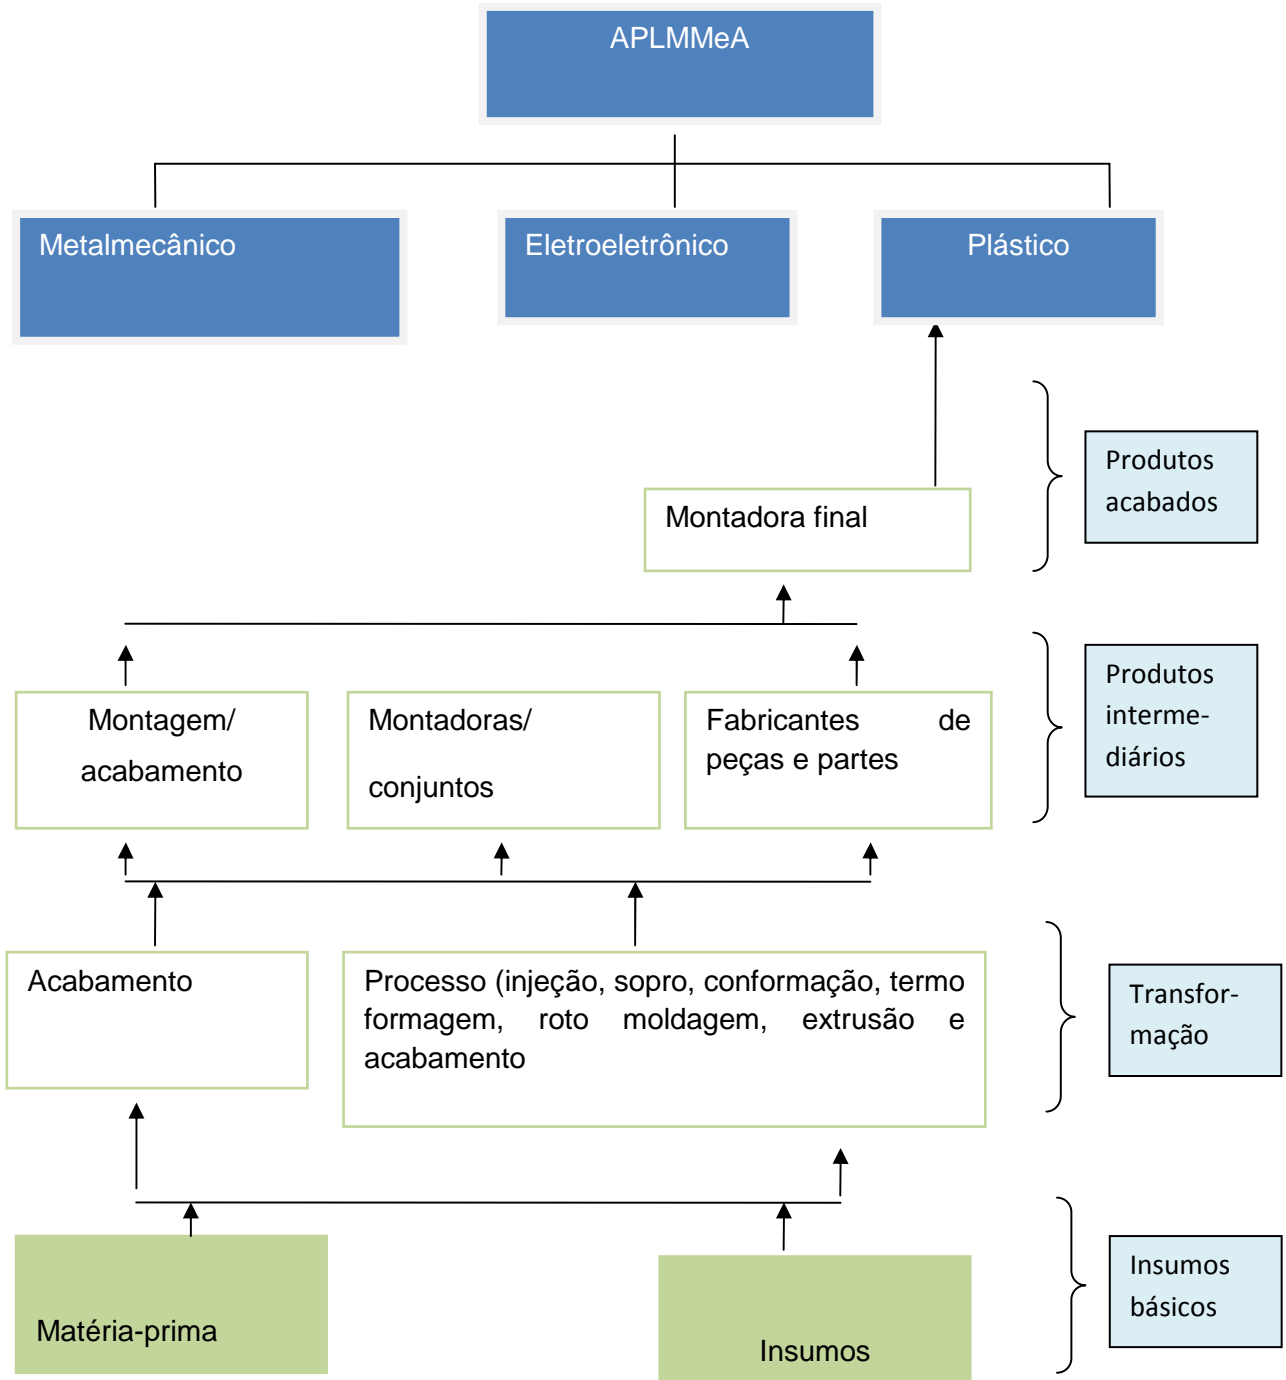 APLMMeA
Metalmecânico
Eletroeletrônico
Plástico
Produtos
acabados
Montadora final
Produtos
interme-
diários
Montagem/
acabamento
Montadoras/
conjuntos
Fabricantes de
peças e partes
Acabamento
Processo (injeção, sopro, conformação, termo
formagem, roto moldagem, extrusão e
acabamento
Transfor-
mação
Matéria-prima
Insumos
Insumos
básicos